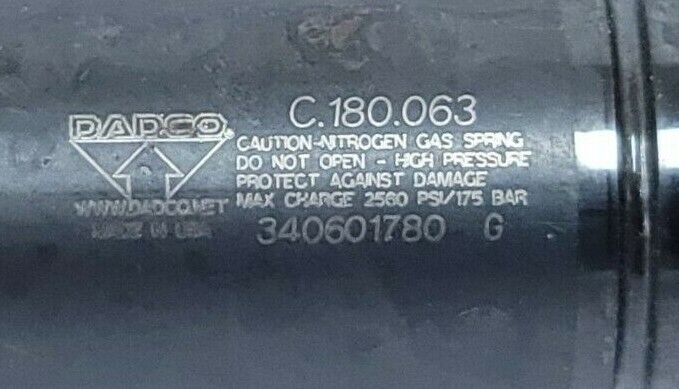 C.180.063
DADCO
CAUTION-NITROGEN GAS SPRING
DO NOT OPEN - HIGH PRESSURE
PROTECT AGAINST DAMAGE
MAX CHARGE 2560 PSI/175 BAR
WWW.DADCO.NET
MADE IN USA
340601780 G